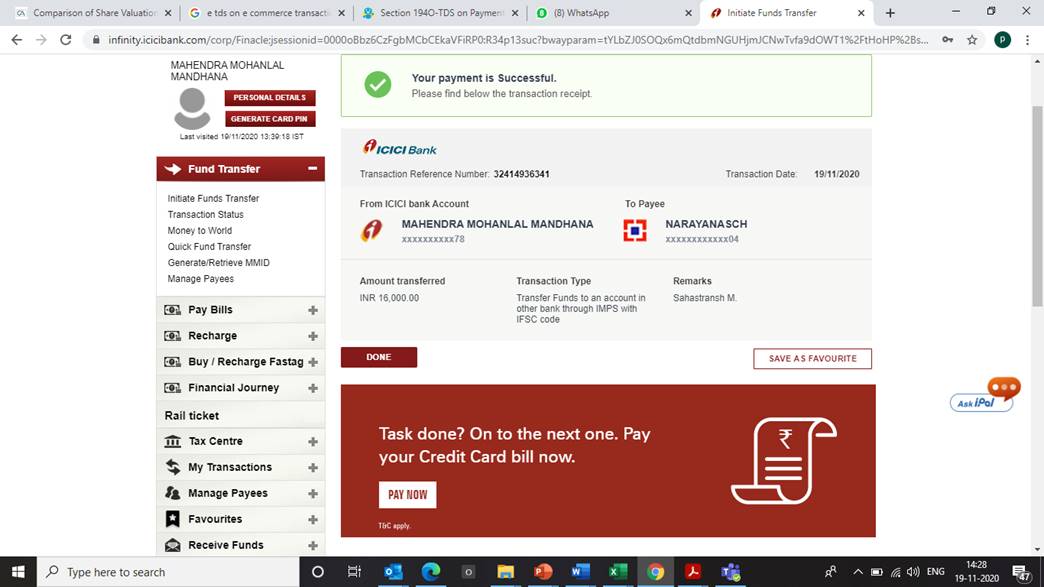 Comparison of Share Valuation
e tds on e commerce transacti
Section 194O-TDS on Payment
(8) WhatsApp
Initiate Funds Transfer
infinity.icicibank.com/corp/Finacle;jsessionid=0000oBbz6CzFgbMCbCEkaVFiRP0:R34p13suc?bwayparam=tYLbZJ0SOQx6mQtdbmNGUHjmJCNwTvfa9dOWT1%2FtHoHP%2Bs...
MAHENDRA MOHANLAL
MANDHANA
PERSONAL DETAILS
GENERATE CARD PIN
Last visited 19/11/2020 13:39:18 IST
Fund Transfer
Initiate Funds Transfer
Transaction Status
Money to World
Quick Fund Transfer
Generate/Retrieve MMID
Manage Payees
Pay Bills
Recharge
Buy / Recharge Fastag
Financial Journey
Rail ticket
Tax Centre
My Transactions
Manage Payees
Favourites
Receive Funds
Your payment is Successful.
Please find below the transaction receipt.
ICICI Bank
Transaction Reference Number: 32414936341
Transaction Date: 19/11/2020
From ICICI bank Account
To Payee
MAHENDRA MOHANLAL MANDHANA
xxxxxxxxxx78
NARAYANASCH
xxxxxxxxxxxx04
Amount transferred
INR 16,000.00
Transaction Type
Transfer Funds to an account in
other bank through IMPS with
IFSC code
Remarks
Sahastransh M.
DONE
SAVE AS FAVOURITE
Task done? On to the next one. Pay
your Credit Card bill now.
PAY NOW
T&C apply.
Ask iPal
Type here to search
ENG
14:28
19-11-2020
47